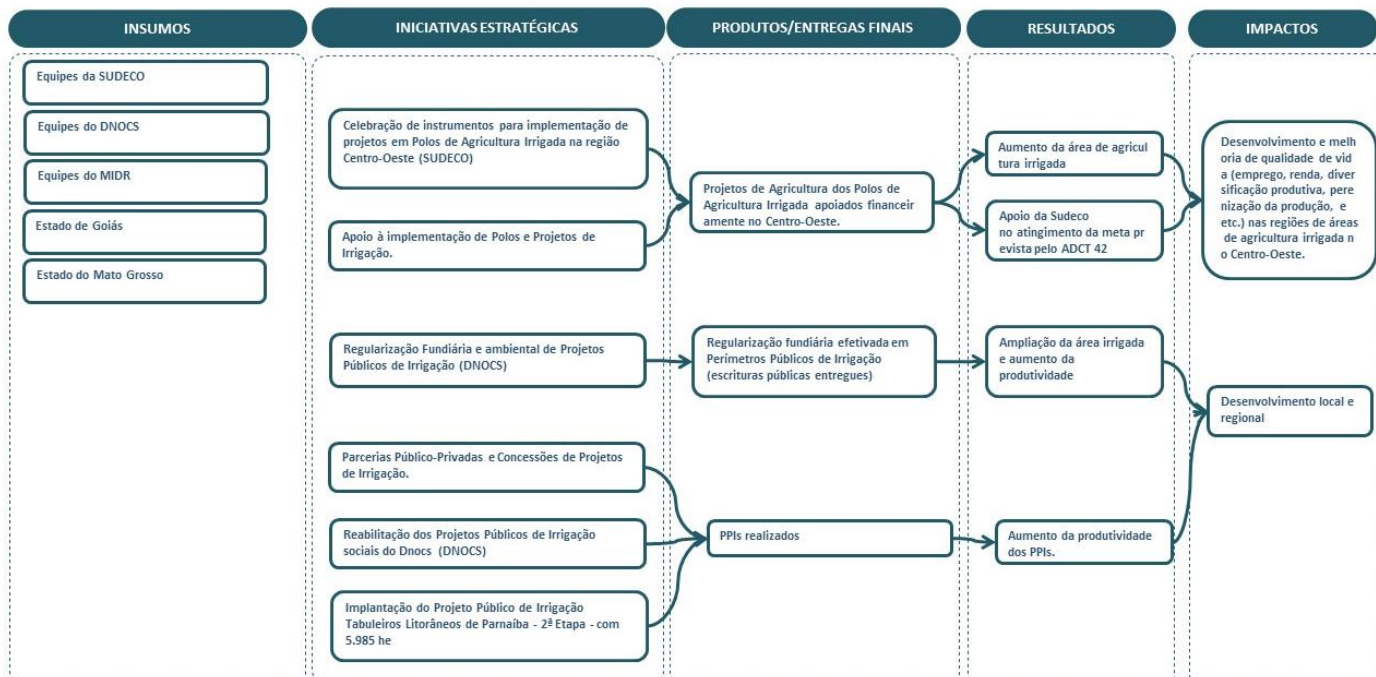 INSUMOS
INICIATIVAS ESTRATÉGICAS
PRODUTOS/ENTREGAS FINAIS
RESULTADOS
IMPACTOS
Equipes da SUDECO
Equipes do DNOCS
Equipes do MIDR
Estado de Goiás
Estado do Mato Grosso
Celebração de instrumentos para implementação de
projetos em Polos de Agricultura Irrigada na região
Centro-Oeste (SUDECO)
Apoio à implementação de Polos e Projetos de
Irrigação.
Regularização Fundiária e ambiental de Projetos
Públicos de Irrigação (DNOCS)
Parcerias Público-Privadas e Concessões de Projetos
de Irrigação.
Reabilitação dos Projetos Públicos de Irrigação
sociais do Dnocs (DNOCS)
Implantação do Projeto Público de Irrigação
Tabuleiros Litorâneos de Parnaíba - 2ª Etapa - com
5.985 he
Projetos de Agricultura dos Polos de
Agricultura Irrigada apoiados financeir
amente no Centro-Oeste.
Regularização fundiária efetivada em
Perímetros Públicos de Irrigação
(escrituras públicas entregues)
PPIs realizados
Aumento da área de agricul
tura irrigada
Apoio da Sudeco
no atingimento da meta pr
evista pelo ADCT 42
Ampliação da área irrigada
e aumento da
produtividade
Aumento da produtividade
dos PPIs.
Desenvolvimento e melh
oria de qualidade de vid
a (emprego, renda, diver
sificação produtiva, pere
nização da produção, e
etc.) nas regiões de áreas
de agricultura irrigada n
o Centro-Oeste.
Desenvolvimento local e
regional